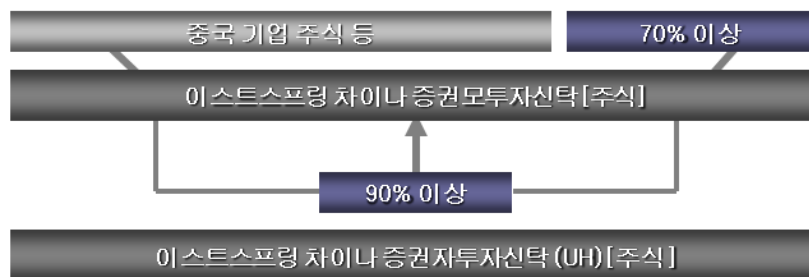 중국 기업 주식 등
70% 이상
이스트스프링 차이나 증권모투자신탁[주식]
90% 이상
이스트스프링 차이나 증권자투자신탁(UH)[주식]